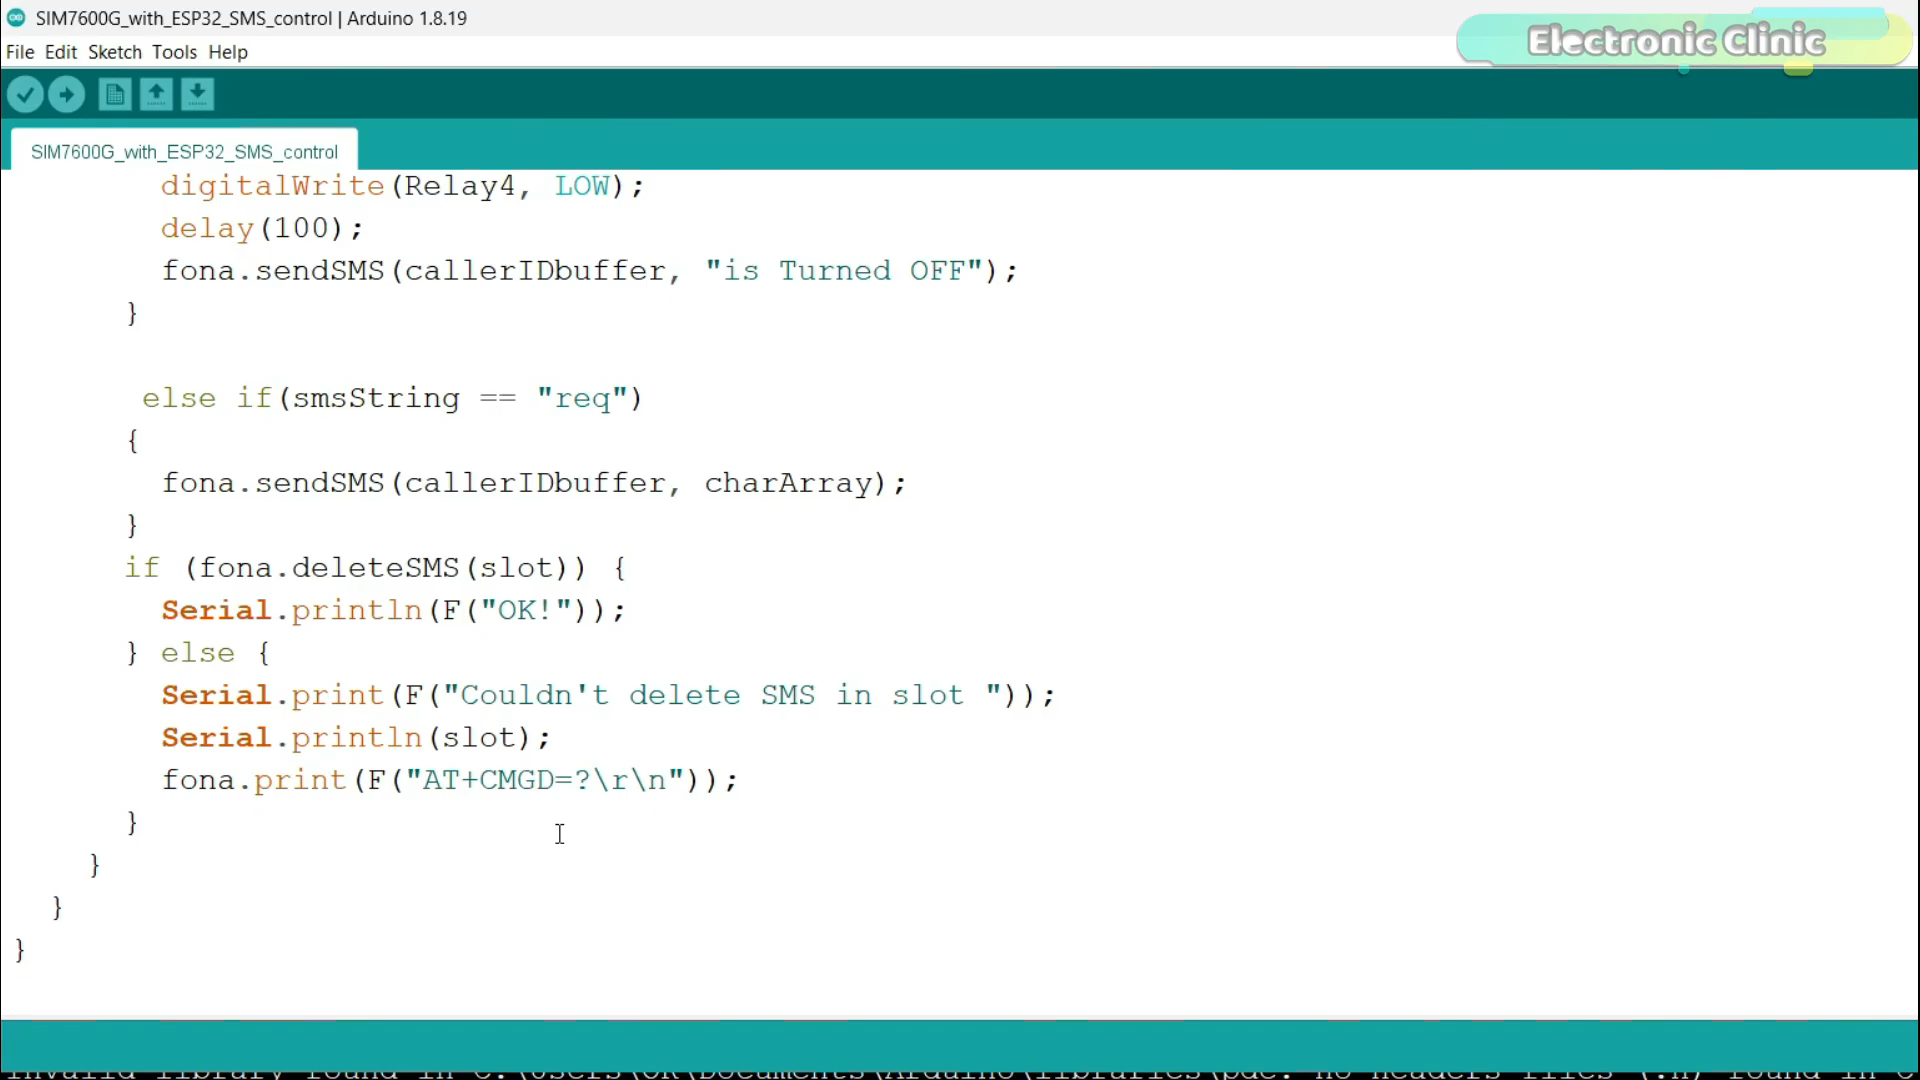 SIM7600G_with_ESP32_SMS_control | Arduino 1.8.19
File Edit Sketch Tools Help
Electronic Clinic
SIM7600G_with_ESP32_SMS_control
digitalWrite(Relay4, LOW);
delay(100);
fona.sendSMS(callerIDbuffer, "is Turned OFF");
}
else if(smsString == "req")
{
fona.sendSMS(callerIDbuffer, charArray);
}
if (fona.deleteSMS(slot)) {
Serial.println(F("OK!"));
} else {
Serial.print(F("Couldn't delete SMS in slot "));
Serial.println(slot);
fona.print(F("AT+CMGD=?\r\n"));
}
}
}
}